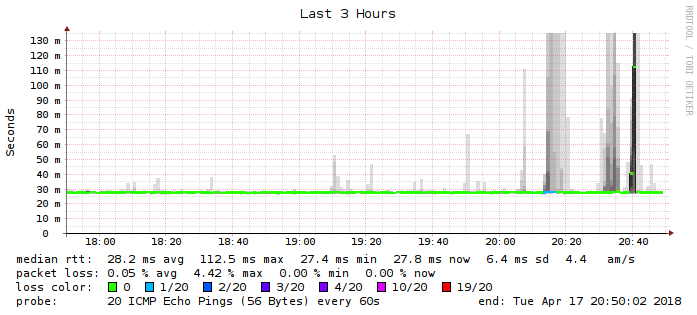 Last 3 Hours
RRDTOOL / TOBI OETIKER
Seconds
130 m
120 m
110 m
100 m
90 m
80 m
70 m
60 m
50 m
40 m
30 m
20 m
10 m
0
18:00 18:20 18:40 19:00 19:20 19:40 20:00 20:20 20:40
median rtt: 28.2 ms avg 112.5 ms max 27.4 ms min 27.8 ms now 6.4 ms sd 4.4 am/s
packet loss: 0.05 % avg 4.42 % max 0.00 % min 0.00 % now
loss color: 0 1/20 2/20 3/20 4/20 10/20 19/20
probe: 20 ICMP Echo Pings (56 Bytes) every 60s end: Tue Apr 17 20:50:02 2018